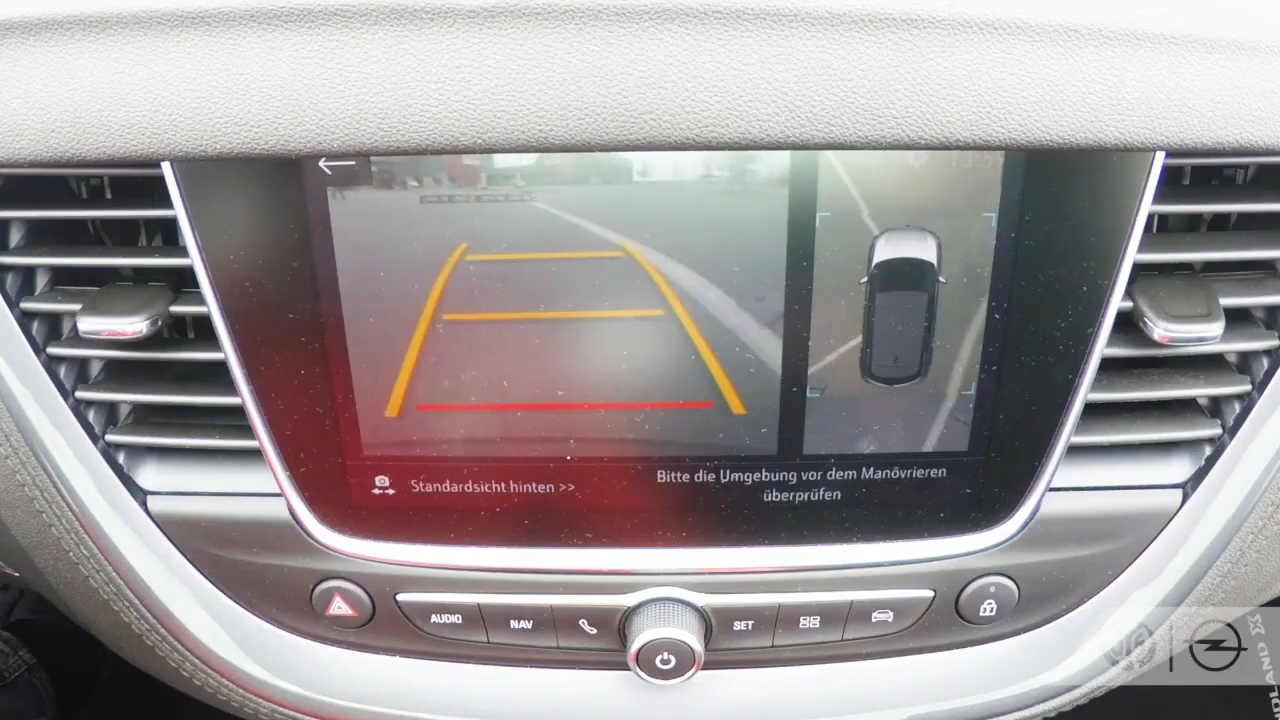 Standardsicht hinten >>
Bitte die Umgebung vor dem Manövrieren
überprüfen
AUDIO
NAV
SET